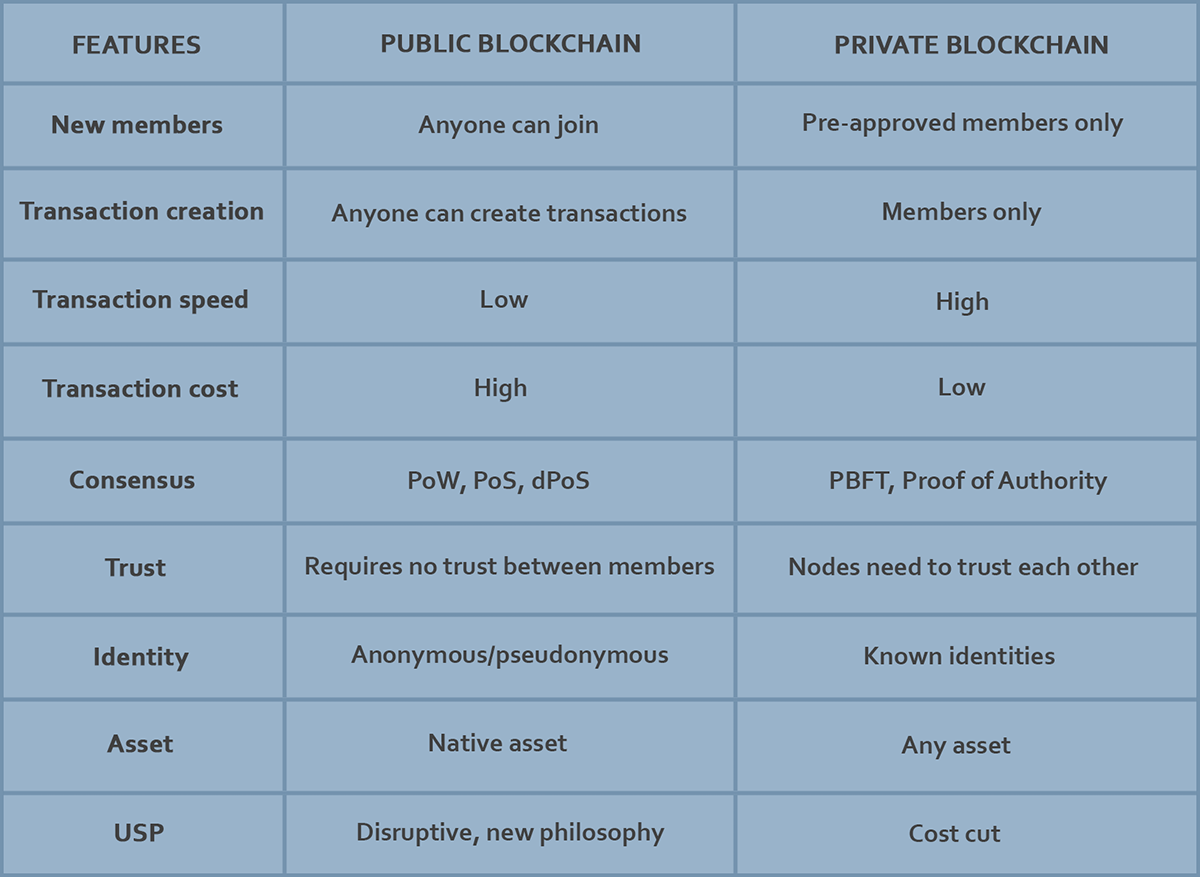 FEATURES PUBLIC BLOCKCHAIN PRIVATE BLOCKCHAIN
New members Anyone can join Pre-approved members only
Transaction creation Anyone can create transactions Members only
Transaction speed Low High
Transaction cost High Low
Consensus PoW, PoS, dPoS PBFT, Proof of Authority
Trust Requires no trust between members Nodes need to trust each other
Identity Anonymous/pseudonymous Known identities
Asset Native asset Any asset
USP Disruptive, new philosophy Cost cut